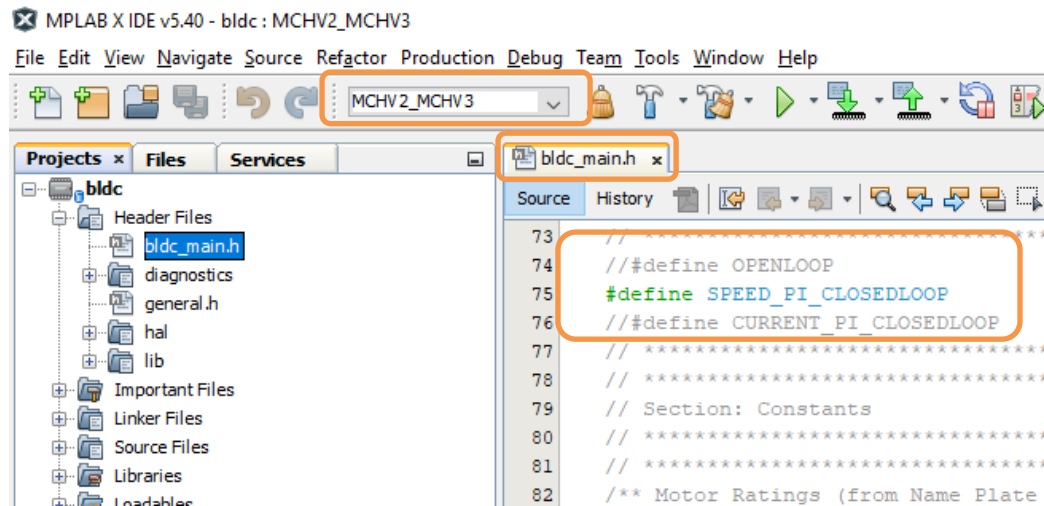 MPLAB X IDE v5.40 - bldc : MCHV2_MCHV3
File Edit View Navigate Source Refactor Production Debug Team Tools Window Help
MCHV2_MCHV3
Projects × Files Services
bldc_main.h ×
bldc
Source History
Header Files
bldc_main.h
diagnostics
general.h
hal
lib
Important Files
Linker Files
Source Files
Libraries
Loadables
73 // *******************************
74 //#define OPENLOOP
75 #define SPEED_PI_CLOSEDLOOP
76 //#define CURRENT_PI_CLOSEDLOOP
77 // *******************************
78 // *******************************
79 // Section: Constants
80 // *******************************
81 // *******************************
82 /** Motor Ratings (from Name Plate